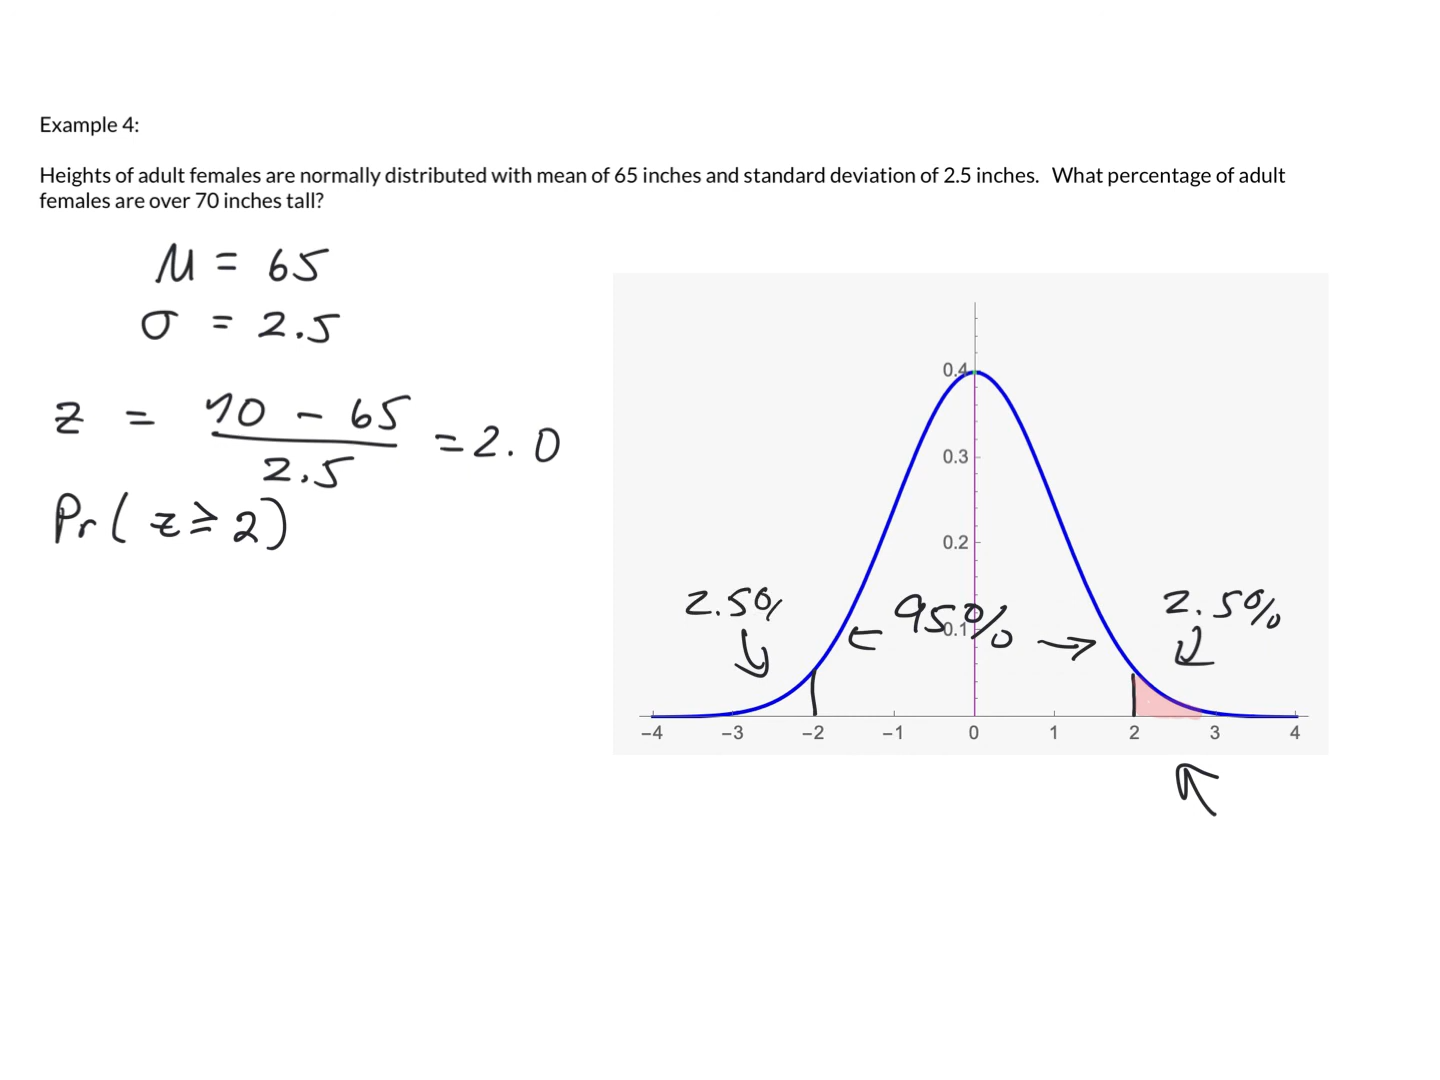 Example 4:
Heights of adult females are normally distributed with mean of 65 inches and standard deviation of 2.5 inches. What percentage of adult
females are over 70 inches tall?
μ = 65
σ = 2.5
z = 70 - 65 / 2.5 = 2.0
Pr( z ≥ 2)
0.4
0.3
0.2
2.5% ← 95% → 2.5%
0.1
-4 -3 -2 -1 0 1 2 3 4